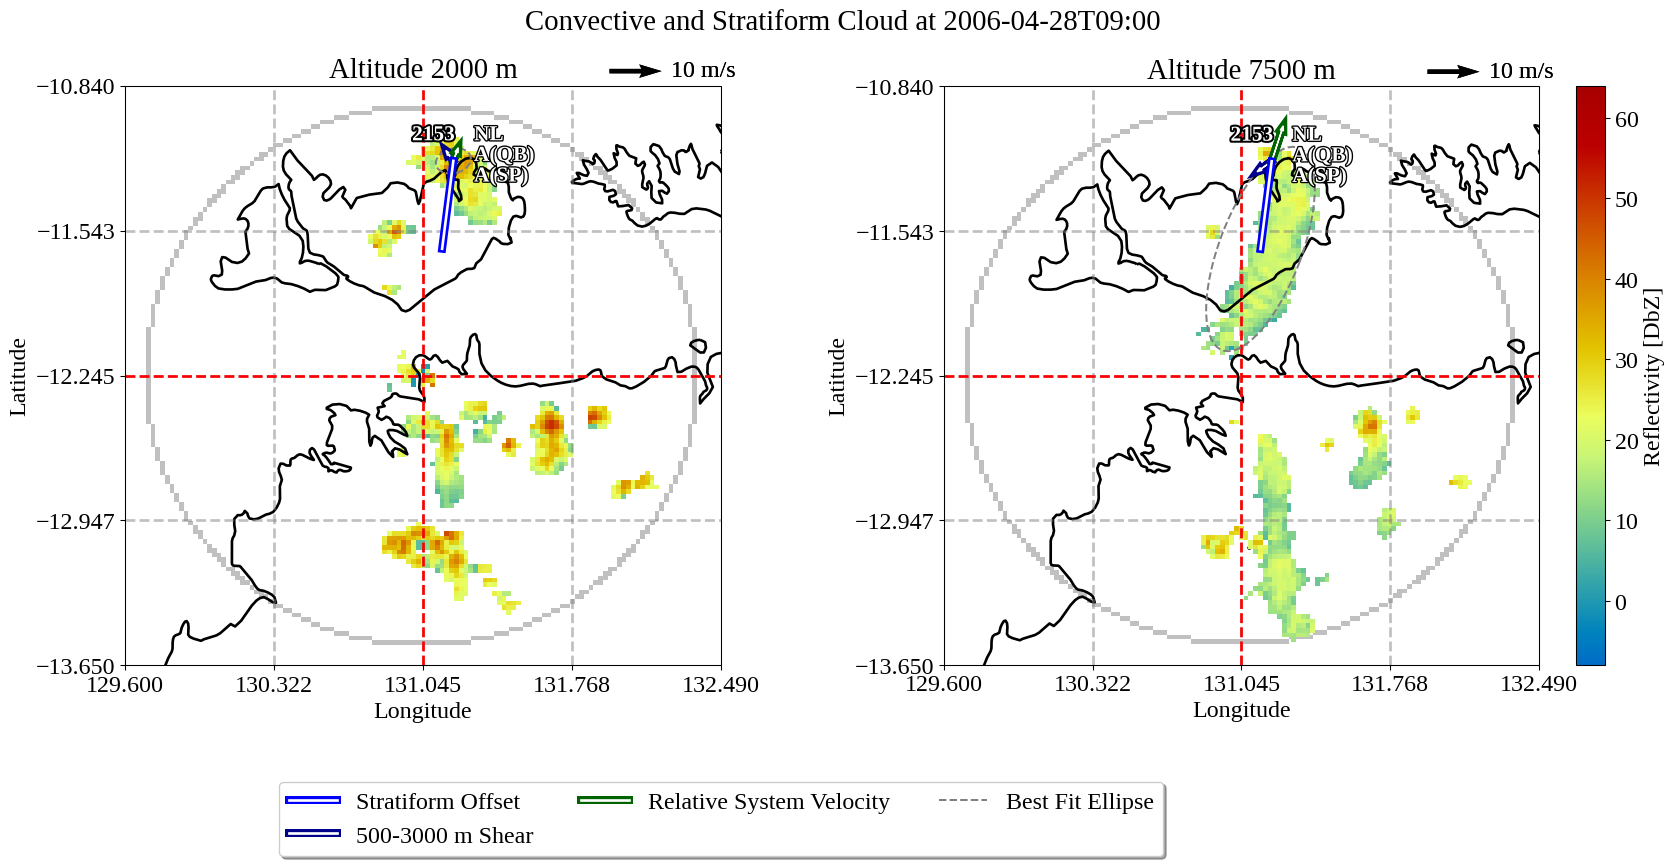 Convective and Stratiform Cloud at 2006-04-28T09:00
Altitude 2000 m
10 m/s
Altitude 7500 m
10 m/s
−10.840
−11.543
−12.245
−12.947
−13.650
Latitude
129.600
130.322
131.045
131.768
132.490
Longitude
2153
NL
A(QB)
A(SP)
−10.840
−11.543
−12.245
−12.947
−13.650
Latitude
129.600
130.322
131.045
131.768
132.490
Longitude
2153
NL
A(QB)
A(SP)
60
50
40
30
20
10
0
Reflectivity [DbZ]
Stratiform Offset
500-3000 m Shear
Relative System Velocity
Best Fit Ellipse